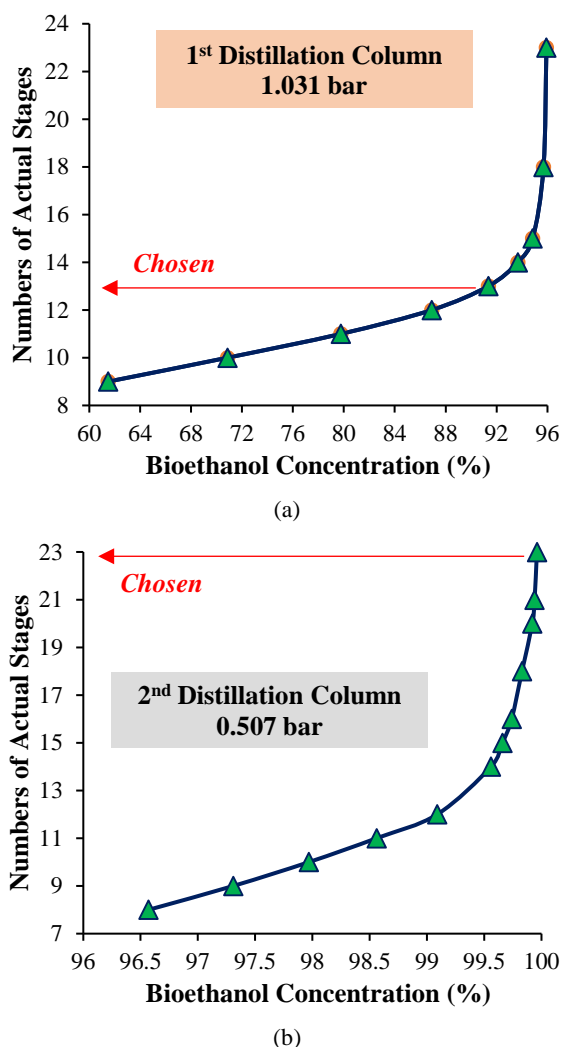 24
22
20
18
16
14
12
10
8
Numbers of Actual Stages
1st Distillation Column
1.031 bar
Chosen
60 64 68 72 76 80 84 88 92 96
Bioethanol Concentration (%)
(a)
23
21
19
17
15
13
11
9
7
Numbers of Actual Stages
Chosen
2nd Distillation Column
0.507 bar
96 96.5 97 97.5 98 98.5 99 99.5 100
Bioethanol Concentration (%)
(b)